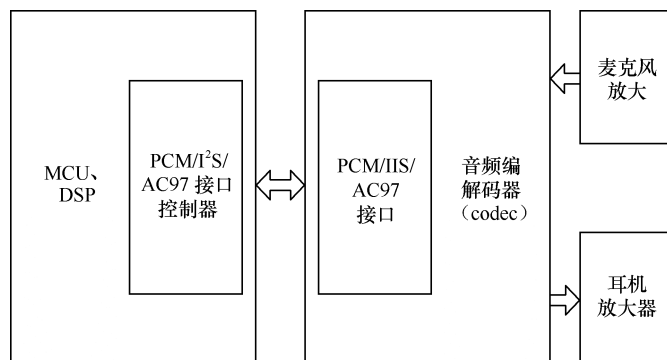 MCU、
DSP
PCM/I²S/
AC97 接口
控制器
PCM/IIS/
AC97
接口
音频编
解码器
（codec）
麦克风
放大
耳机
放大器